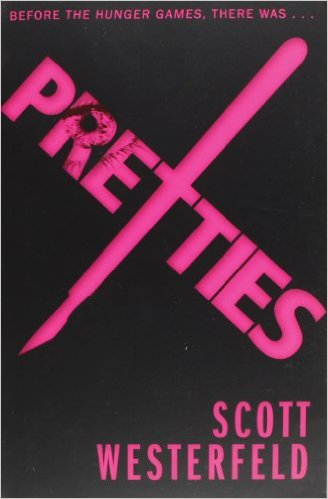 BEFORE THE HUNGER GAMES, THERE WAS . . .
PRETTIES
SCOTT
WESTERFELD